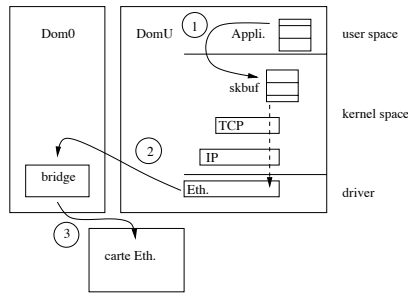 Dom0
DomU
1
Appli.
user space
skbuf
kernel space
TCP
2
IP
bridge
Eth.
driver
3
carte Eth.